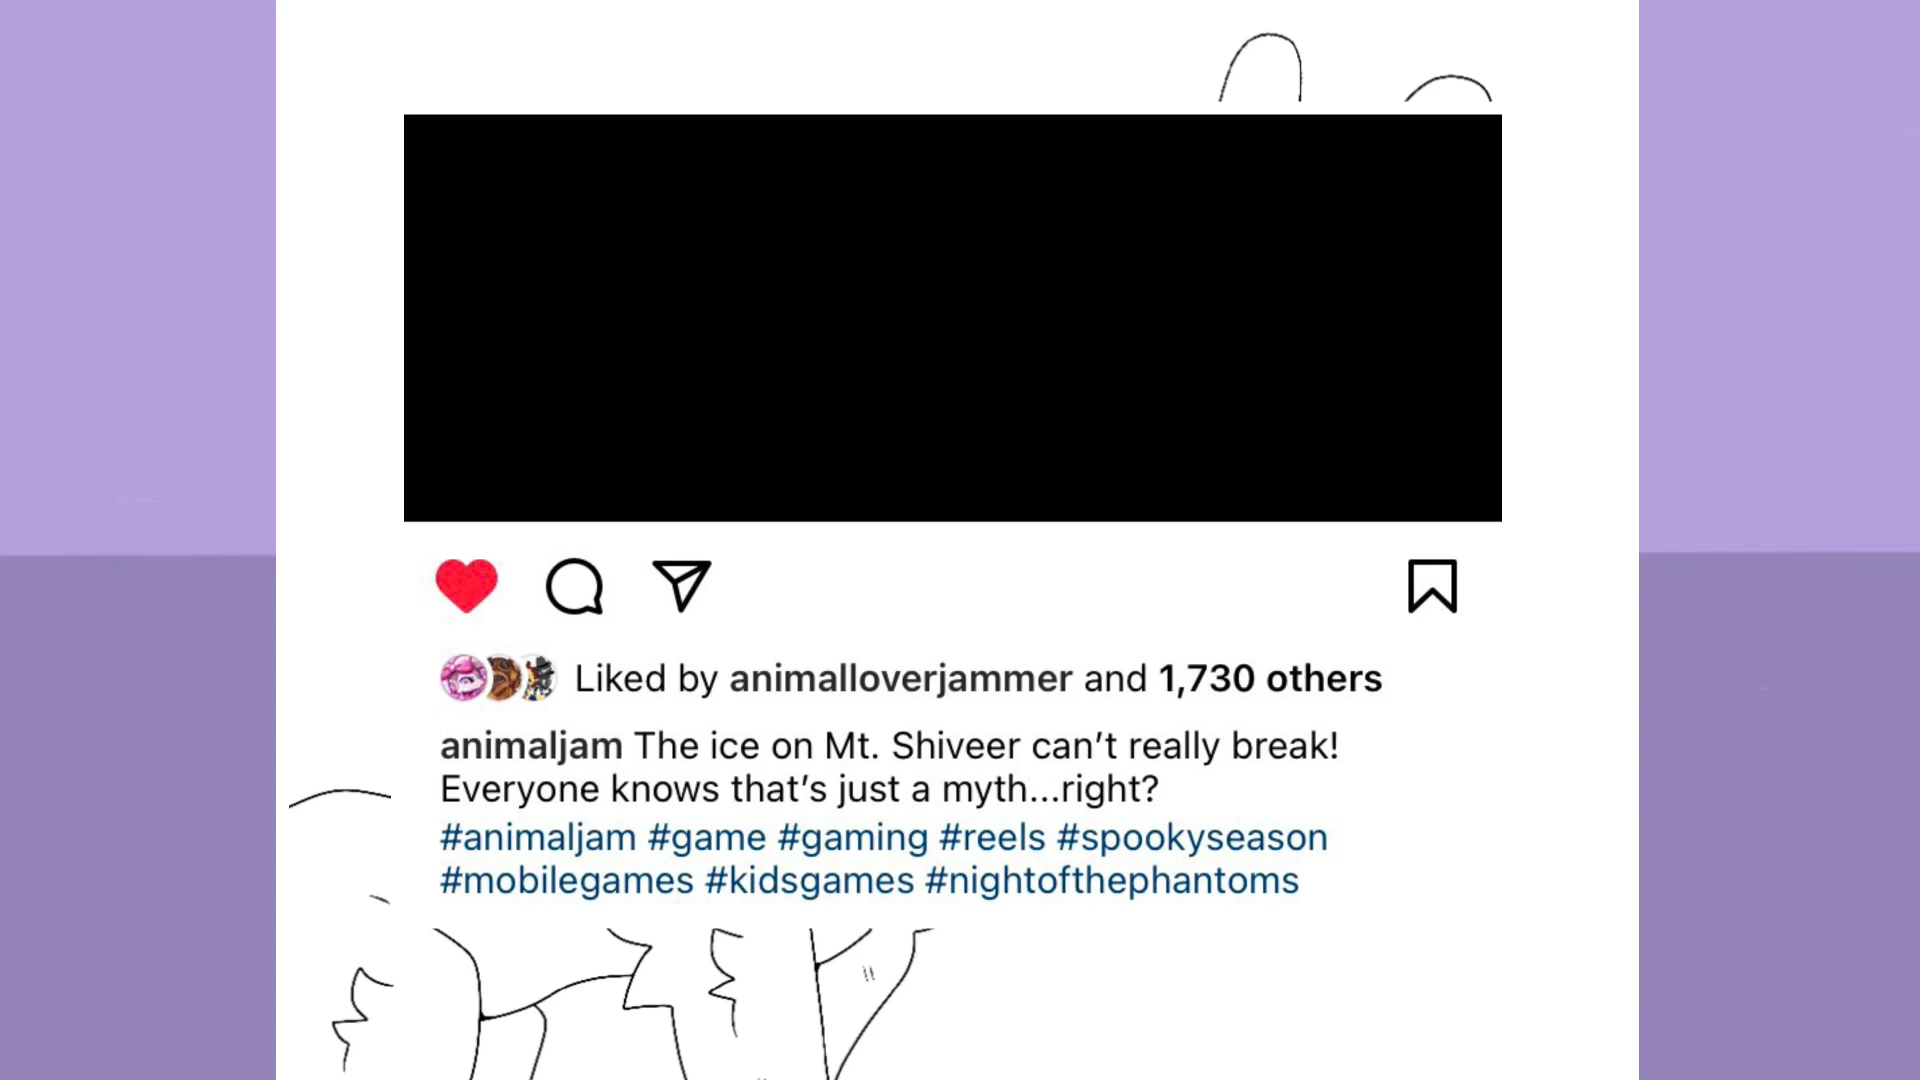 Liked by animalloverjammer and 1,730 others
animaljam The ice on Mt. Shiveer can’t really break!
Everyone knows that’s just a myth...right?
#animaljam #game #gaming #reels #spookyseason
#mobilegames #kidsgames #nightofthephantoms